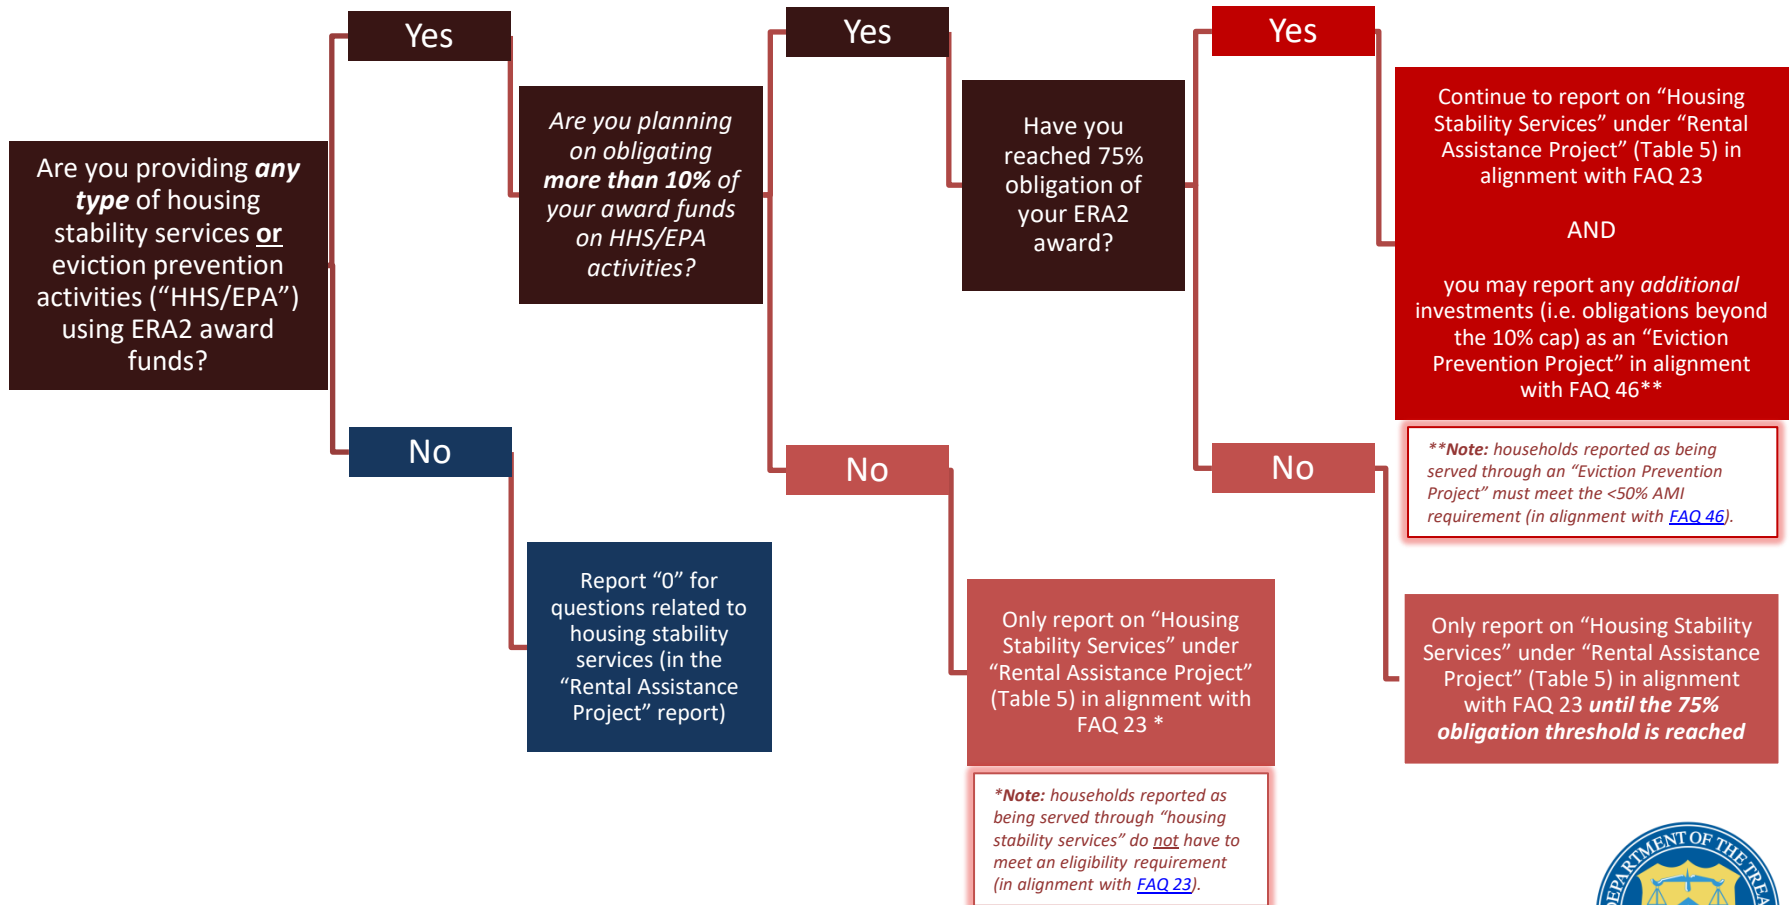 Are you providing any
type of housing
stability services or
eviction prevention
activities (“HHS/EPA”)
using ERA2 award
funds?
Yes
No
Are you planning
on obligating
more than 10% of
your award funds
on HHS/EPA
activities?
Report “0” for
questions related to
housing stability
services (in the
“Rental Assistance
Project” report)
Yes
No
Have you
reached 75%
obligation of
your ERA2
award?
Only report on “Housing
Stability Services” under
“Rental Assistance Project”
(Table 5) in alignment with
FAQ 23 *
*Note: households reported as
being served through “housing
stability services” do not have to
meet an eligibility requirement
(in alignment with FAQ 23).
Yes
No
Continue to report on “Housing
Stability Services” under “Rental
Assistance Project” (Table 5) in
alignment with FAQ 23
AND
you may report any additional
investments (i.e. obligations beyond
the 10% cap) as an “Eviction
Prevention Project” in alignment
with FAQ 46**
**Note: households reported as being
served through an “Eviction Prevention
Project” must meet the <50% AMI
requirement (in alignment with FAQ 46).
Only report on “Housing Stability
Services” under “Rental Assistance
Project” (Table 5) in alignment
with FAQ 23 until the 75%
obligation threshold is reached
DEPARTMENT OF THE TREA